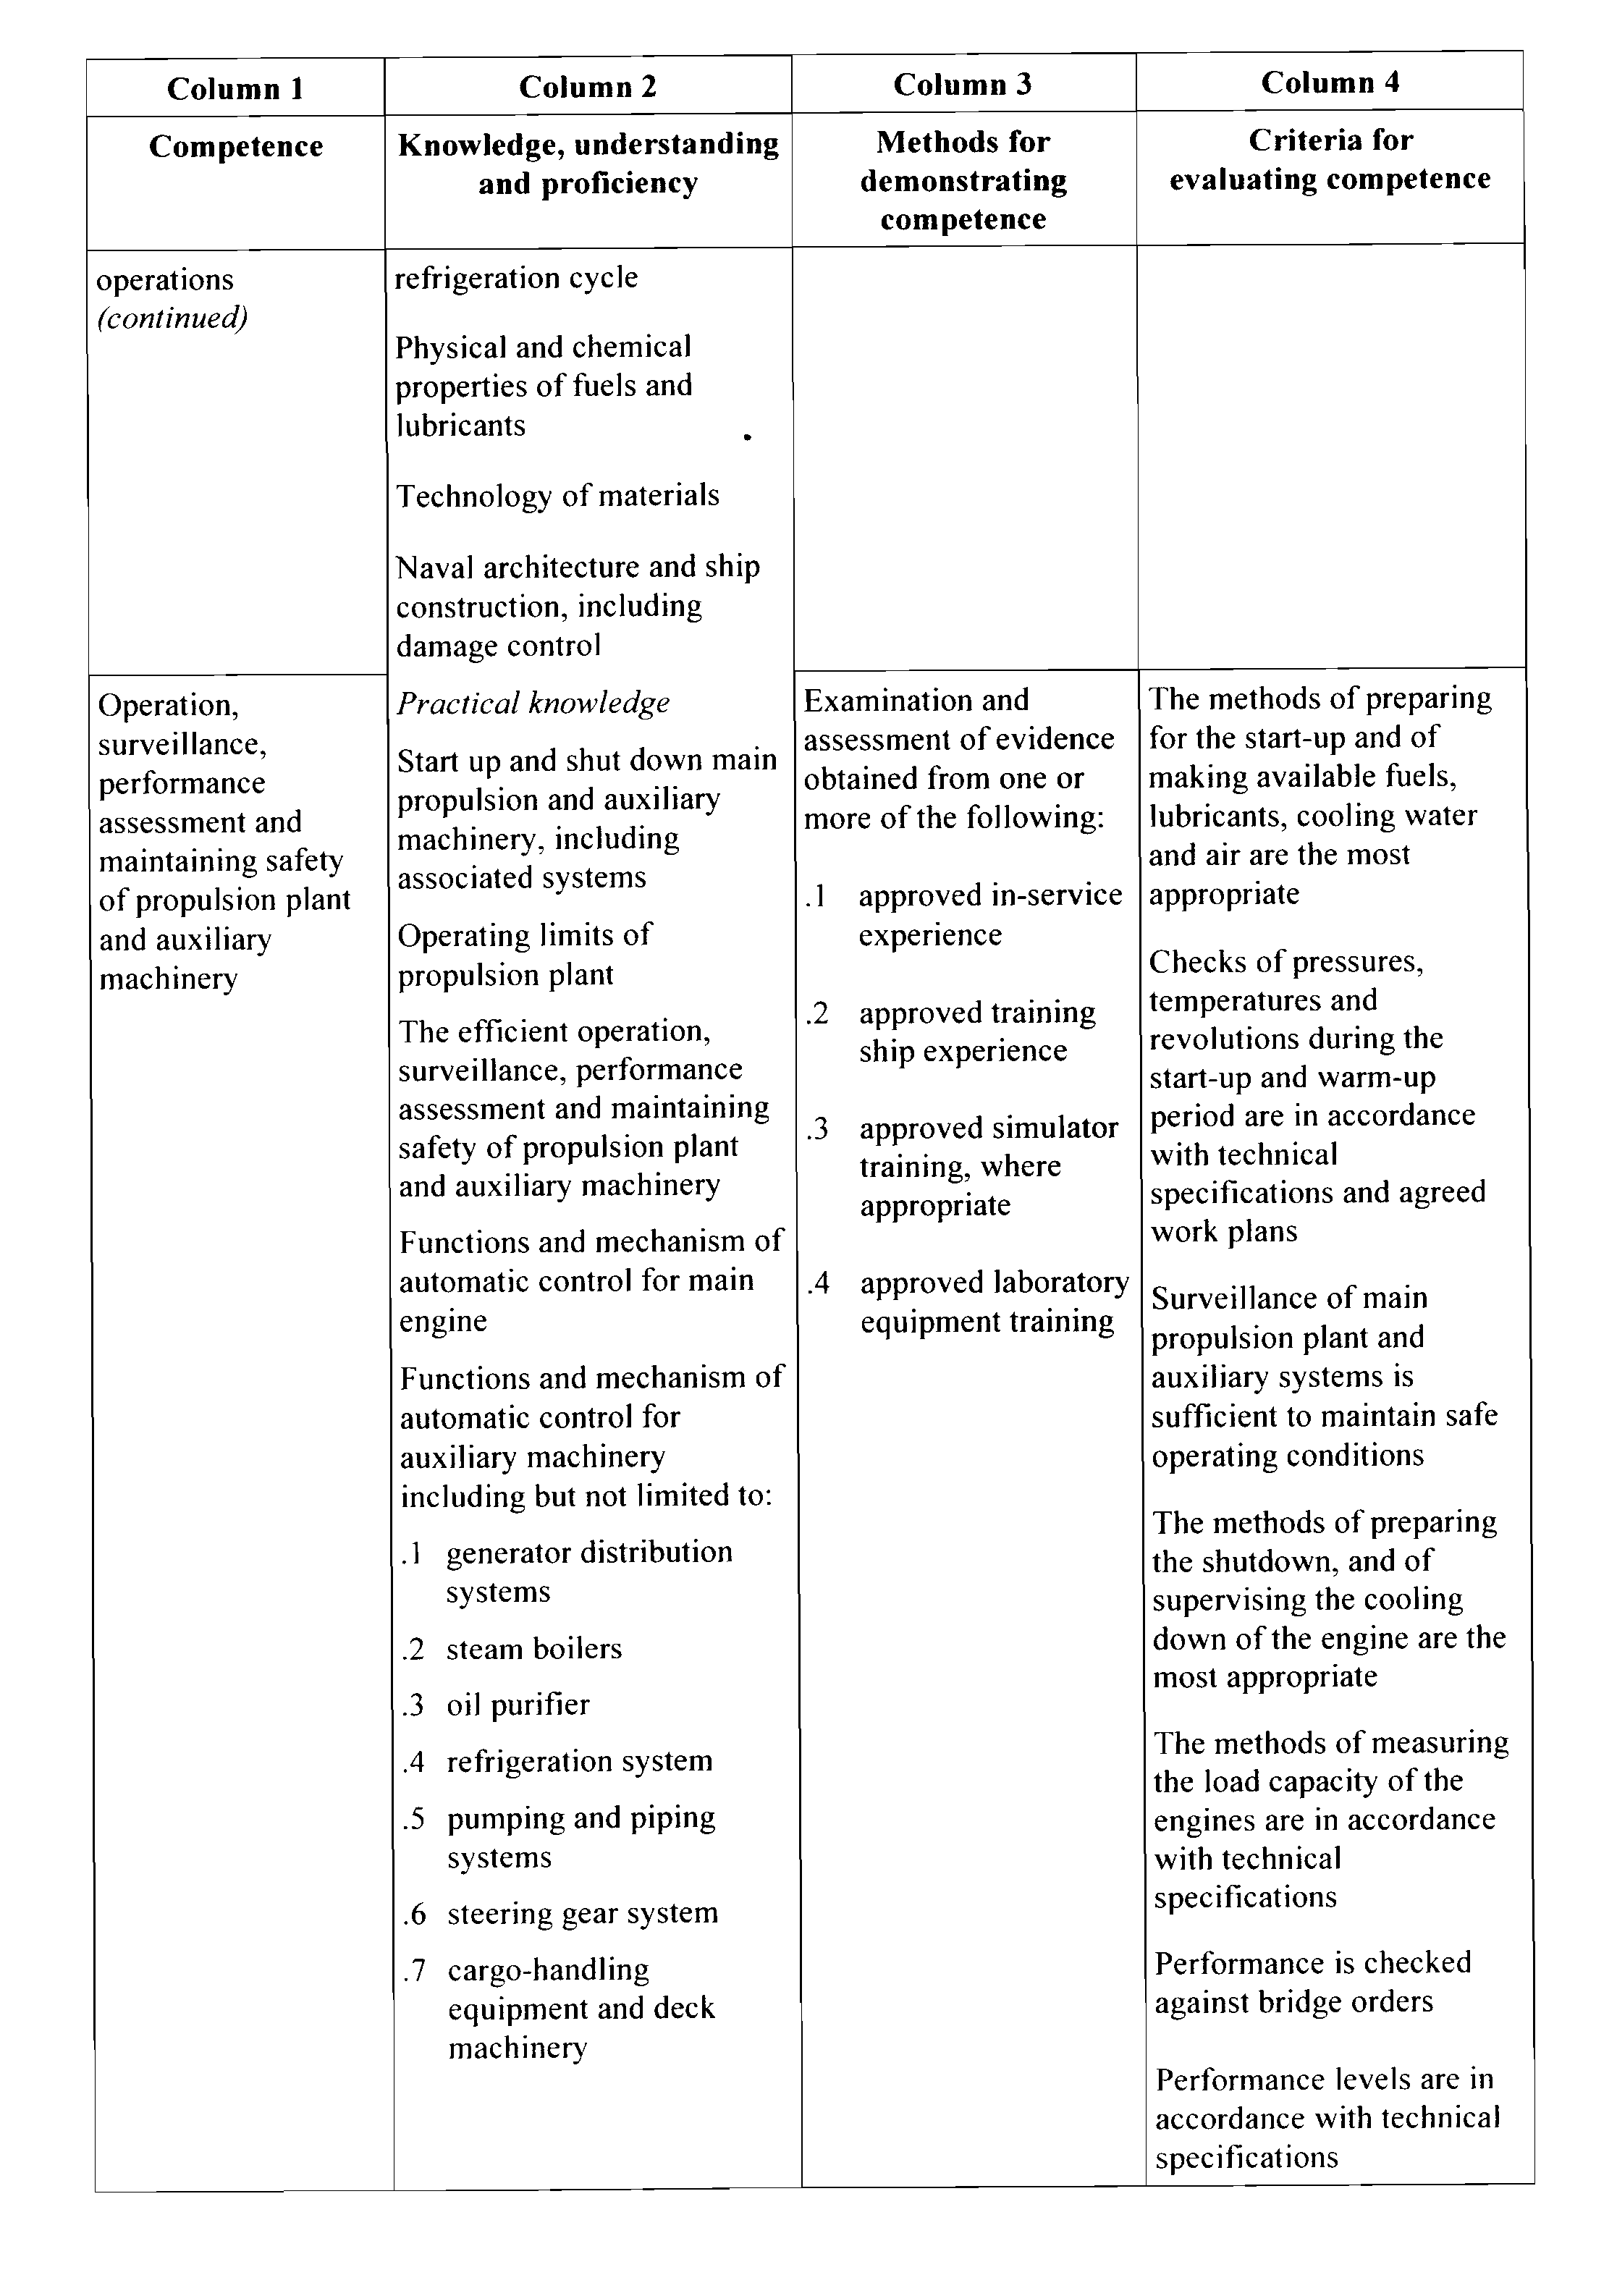 Column 1
Column 2
Column 3
Column 4
Competence
Knowledge, understanding
and proficiency
Methods for
demonstrating
competence
Criteria for
evaluating competence
operations
(continued)
refrigeration cycle
Physical and chemical
properties of fuels and
lubricants
Technology of materials
Naval architecture and ship
construction, including
damage control
Operation,
surveillance,
performance
assessment and
maintaining safety
of propulsion plant
and auxiliary
machinery
Practical knowledge
Start up and shut down main
propulsion and auxiliary
machinery, including
associated systems
Operating limits of
propulsion plant
The efficient operation,
surveillance, performance
assessment and maintaining
safety of propulsion plant
and auxiliary machinery
Functions and mechanism of
automatic control for main
engine
Functions and mechanism of
automatic control for
auxiliary machinery
including but not limited to:
.1 generator distribution
systems
.2 steam boilers
.3 oil purifier
.4 refrigeration system
.5 pumping and piping
systems
.6 steering gear system
.7 cargo-handling
equipment and deck
machinery
Examination and
assessment of evidence
obtained from one or
more of the following:
.1 approved in-service
experience
.2 approved training
ship experience
.3 approved simulator
training, where
appropriate
.4 approved laboratory
equipment training
The methods of preparing
for the start-up and of
making available fuels,
lubricants, cooling water
and air are the most
appropriate
Checks of pressures,
temperatures and
revolutions during the
start-up and warm-up
period are in accordance
with technical
specifications and agreed
work plans
Surveillance of main
propulsion plant and
auxiliary systems is
sufficient to maintain safe
operating conditions
The methods of preparing
the shutdown, and of
supervising the cooling
down of the engine are the
most appropriate
The methods of measuring
the load capacity of the
engines are in accordance
with technical
specifications
Performance is checked
against bridge orders
Performance levels are in
accordance with technical
specifications